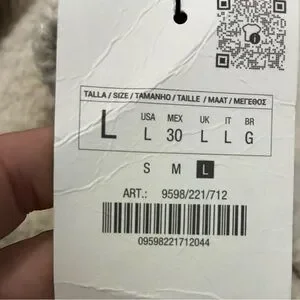 TALLA / SIZE / TAMANHO / TAILLE / MAAT / ΜΕΓΕΘΟΣ
USA MEX UK IT BR
L L 30 L L G
S M L
ART.: 9598/221/712
09598221712044